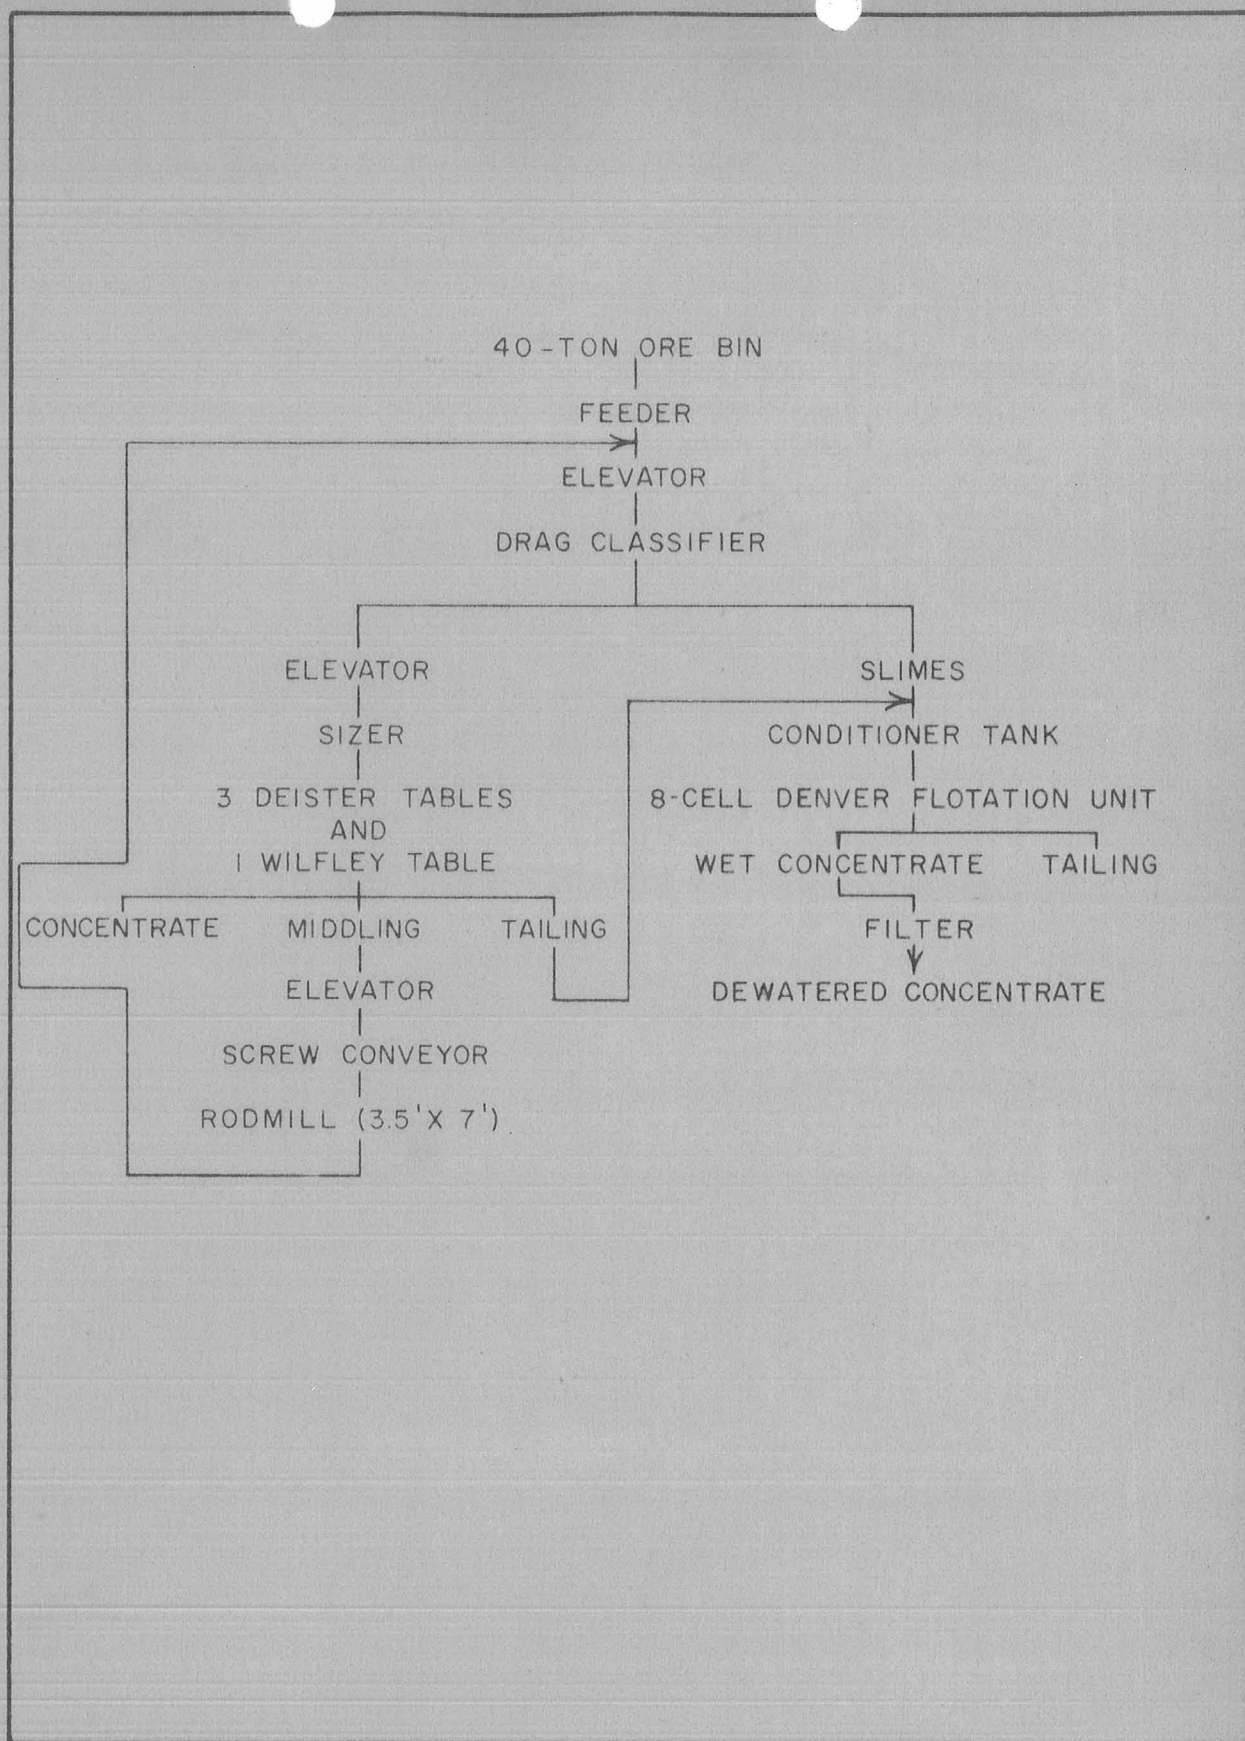 40-TON ORE BIN
FEEDER
ELEVATOR
DRAG CLASSIFIER
ELEVATOR
SIZER
3 DEISTER TABLES
AND
1 WILFLEY TABLE
CONCENTRATE MIDDLING TAILING
ELEVATOR
SCREW CONVEYOR
RODMILL (3.5'X 7')
SLIMES
CONDITIONER TANK
8-CELL DENVER FLOTATION UNIT
WET CONCENTRATE TAILING
FILTER
DEWATERED CONCENTRATE